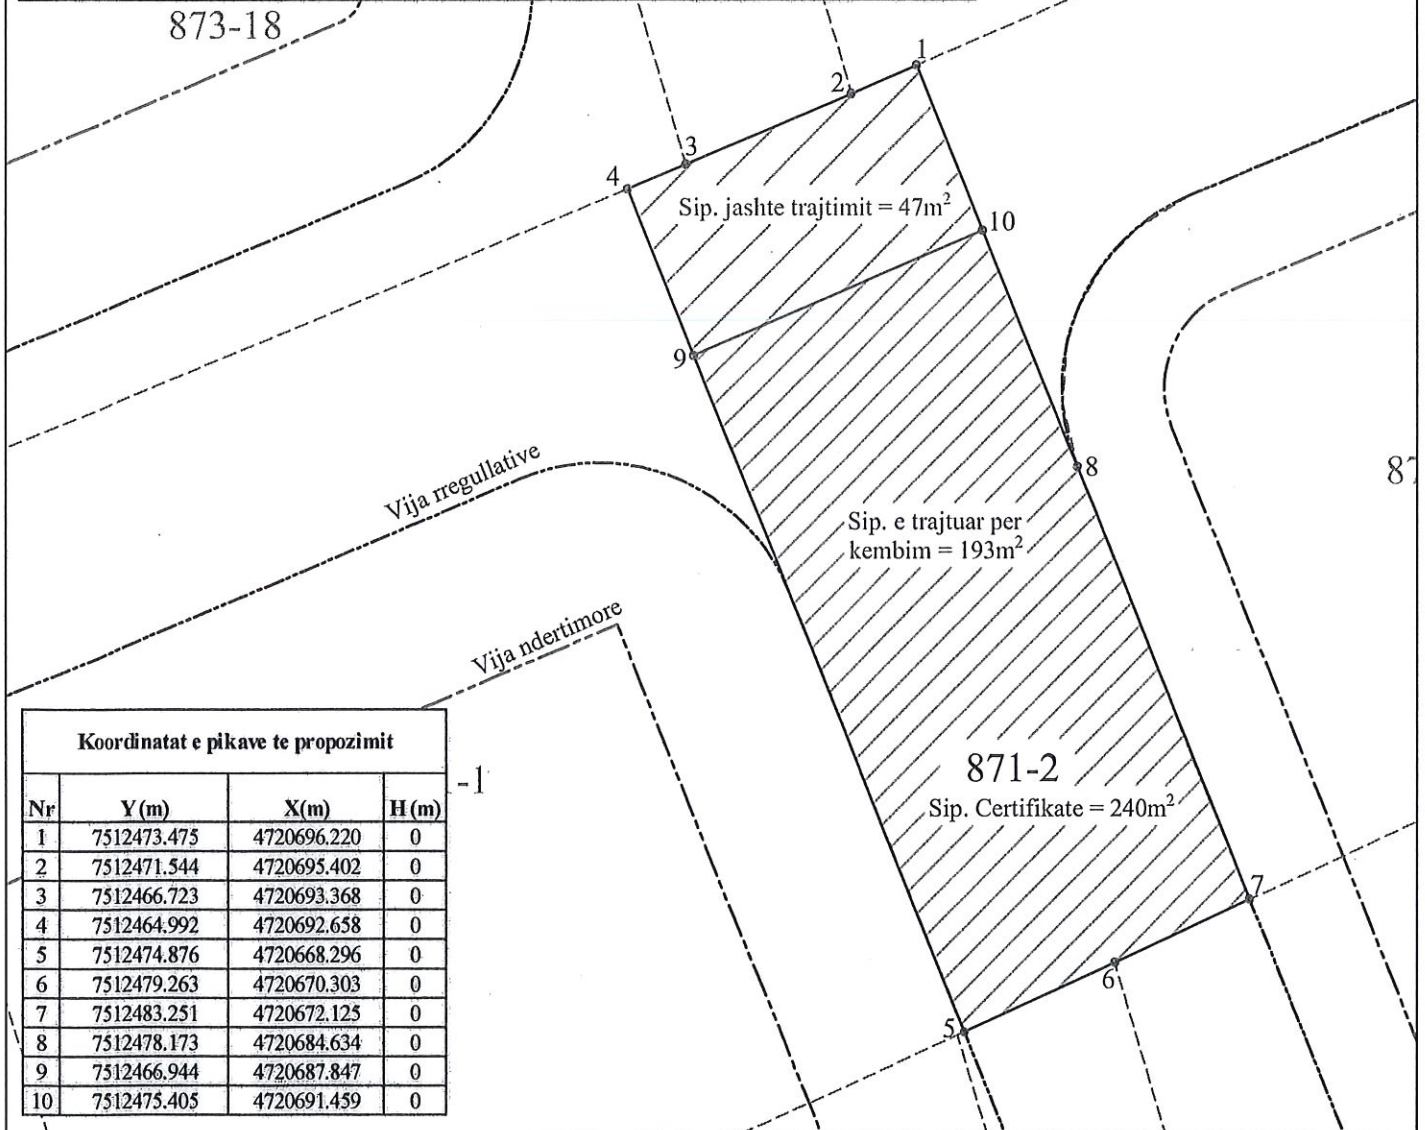 873-18
1
2
3
4
Sip. jashte trajtimit = 47m²
10
9
8
Vija rregullative
Sip. e trajtuar per
kembim = 193m²
Vija ndertimore
871-2
Sip. Certifikate = 240m²
7
6
5
-1
Koordinatat e pikave te propozimit
Nr Y (m) X(m) H (m)
1 7512473.475 4720696.220 0
2 7512471.544 4720695.402 0
3 7512466.723 4720693.368 0
4 7512464.992 4720692.658 0
5 7512474.876 4720668.296 0
6 7512479.263 4720670.303 0
7 7512483.251 4720672.125 0
8 7512478.173 4720684.634 0
9 7512466.944 4720687.847 0
10 7512475.405 4720691.459 0